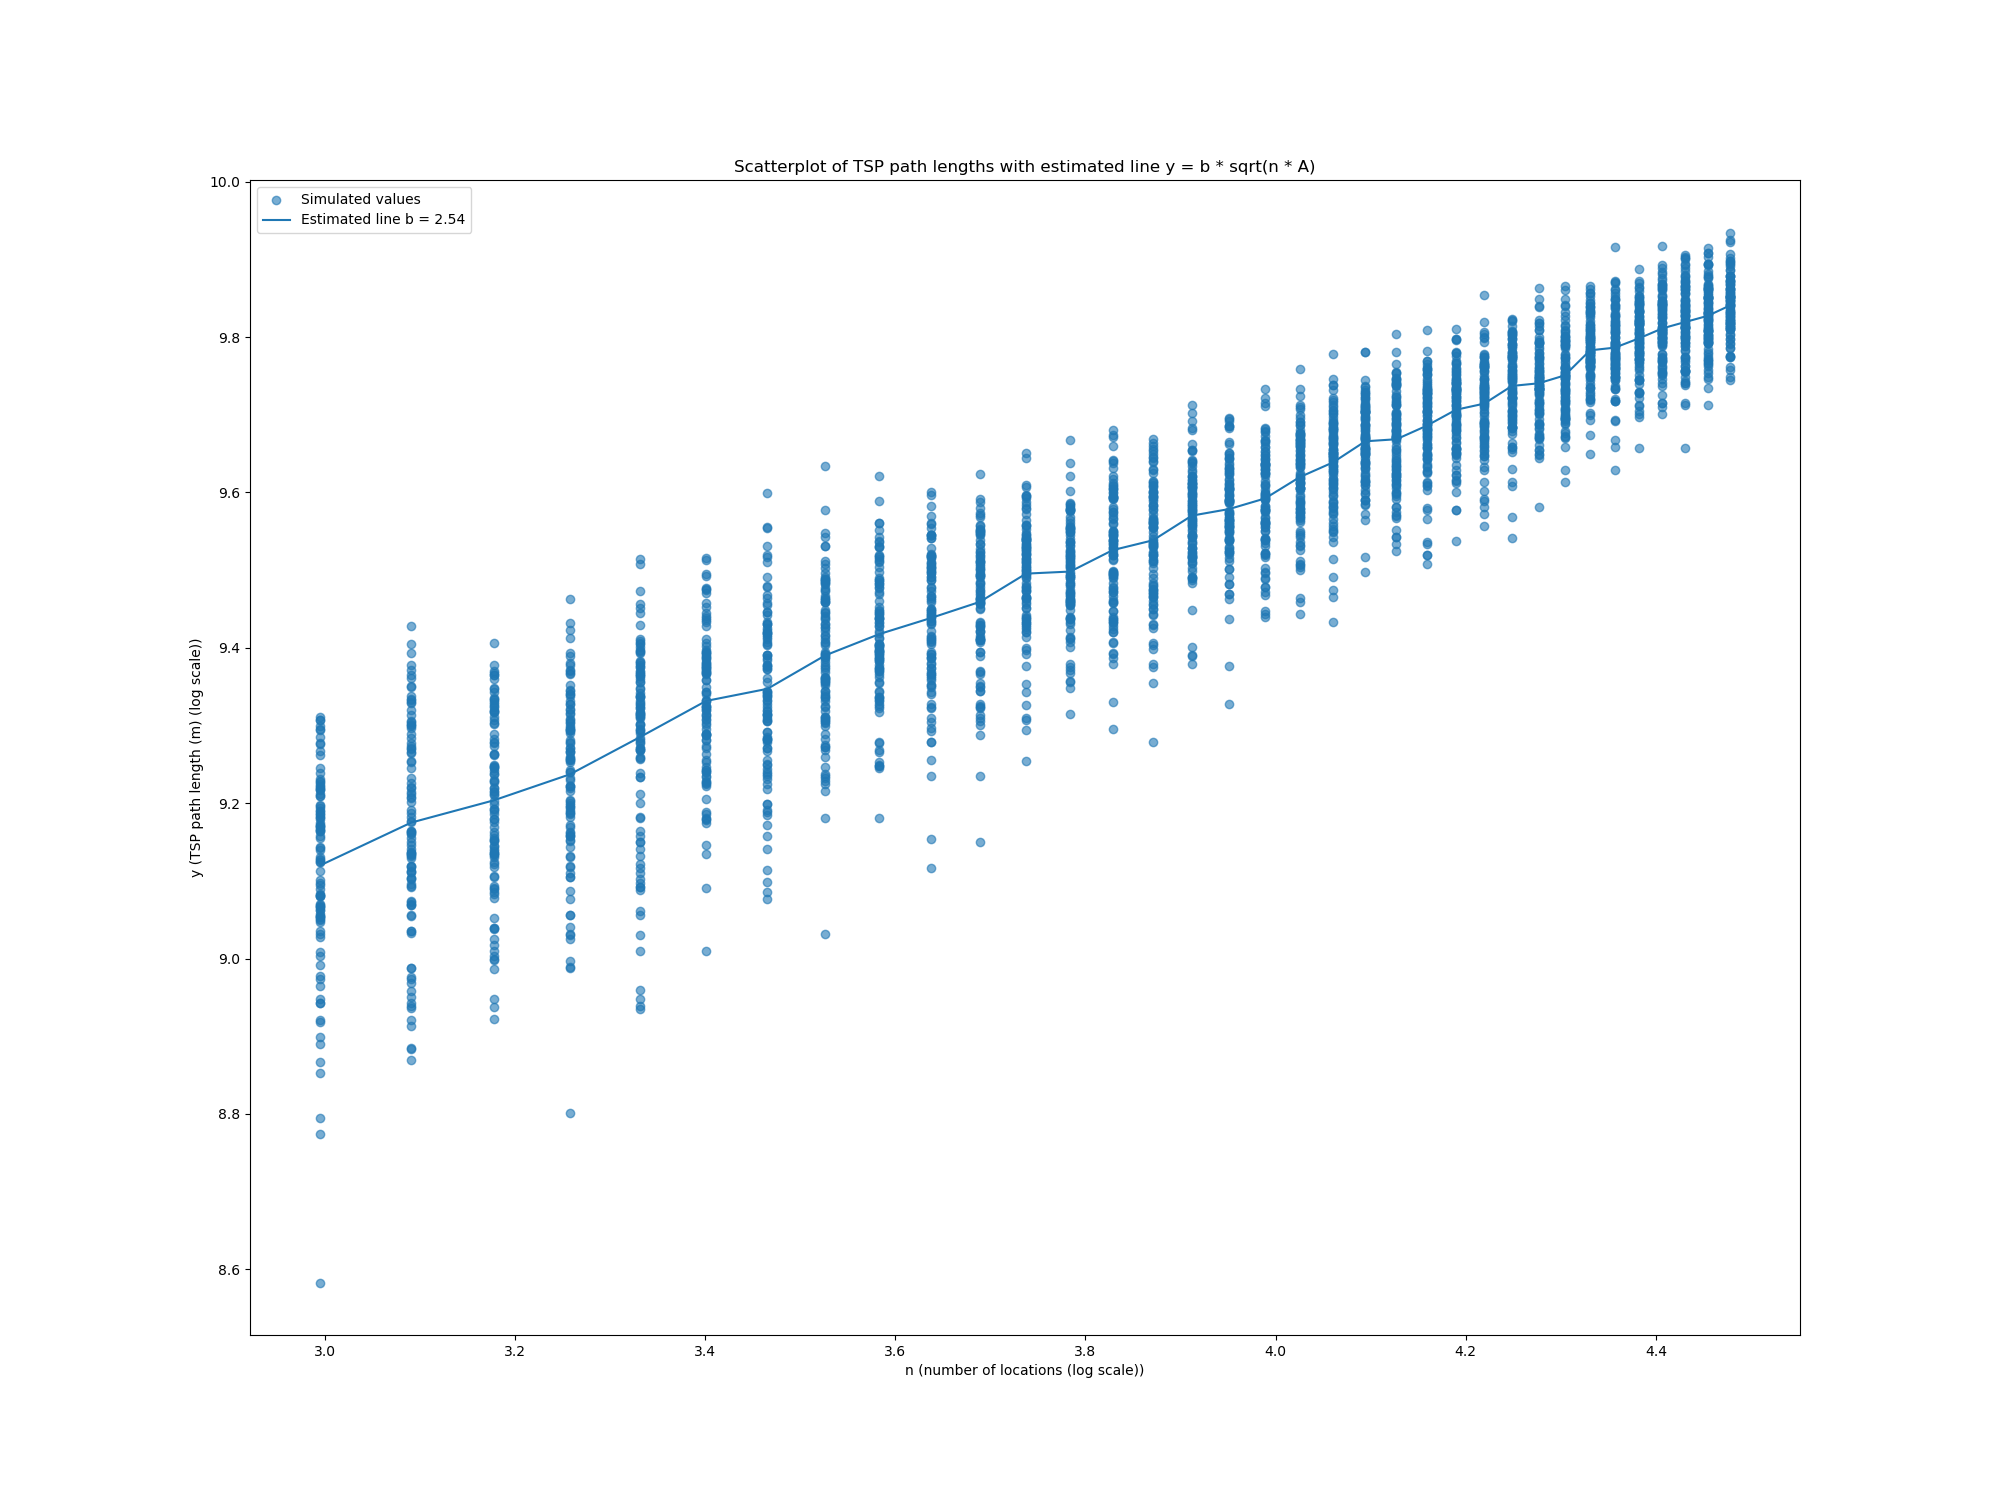 Scatterplot of TSP path lengths with estimated line y = b * sqrt(n * A)
Simulated values
Estimated line b = 2.54
y (TSP path length (m) (log scale))
10.0
9.8
9.6
9.4
9.2
9.0
8.8
8.6
3.0 3.2 3.4 3.6 3.8 4.0 4.2 4.4
n (number of locations (log scale))